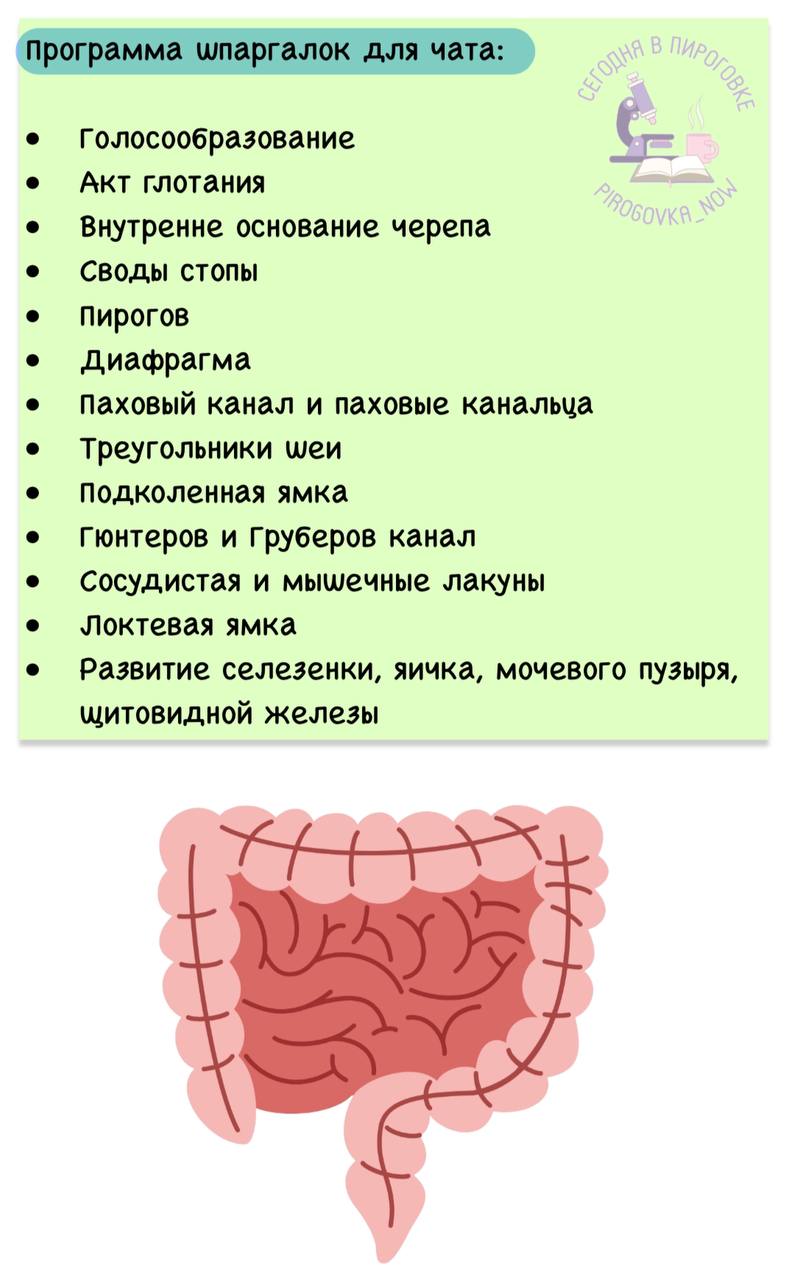 Программа шпаргалок для чата:
СЕГОДНЯ В ПИРОГОВКЕ
PIROGOVKA_NOW
• Голосообразование
• Акт глотания
• Внутренне основание черепа
• Своды стопы
• Пирогов
• Диафрагма
• Паховый канал и паховые канальца
• Треугольники шеи
• Подколенная ямка
• Гюнтеров и Груберов канал
• Сосудистая и мышечные лакуны
• Локтевая ямка
• Развитие селезенки, яичка, мочевого пузыря,
щитовидной железы